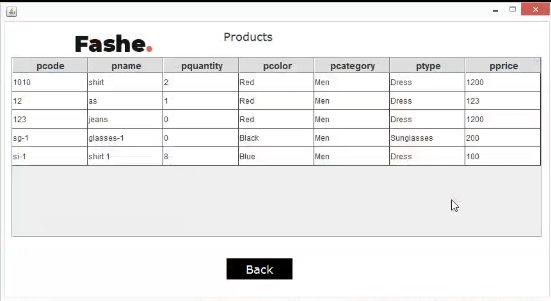 Products
Fashe.
pcode pname pquantity pcolor pcategory ptype pprice
1010 shirt 2 Red Men Dress 1200
12 as 1 Red Men Dress 123
123 jeans 0 Red Men Dress 1200
sg-1 glasses-1 0 Black Men Sunglasses 200
si-1 shirt 1 8 Blue Men Dress 100
Back